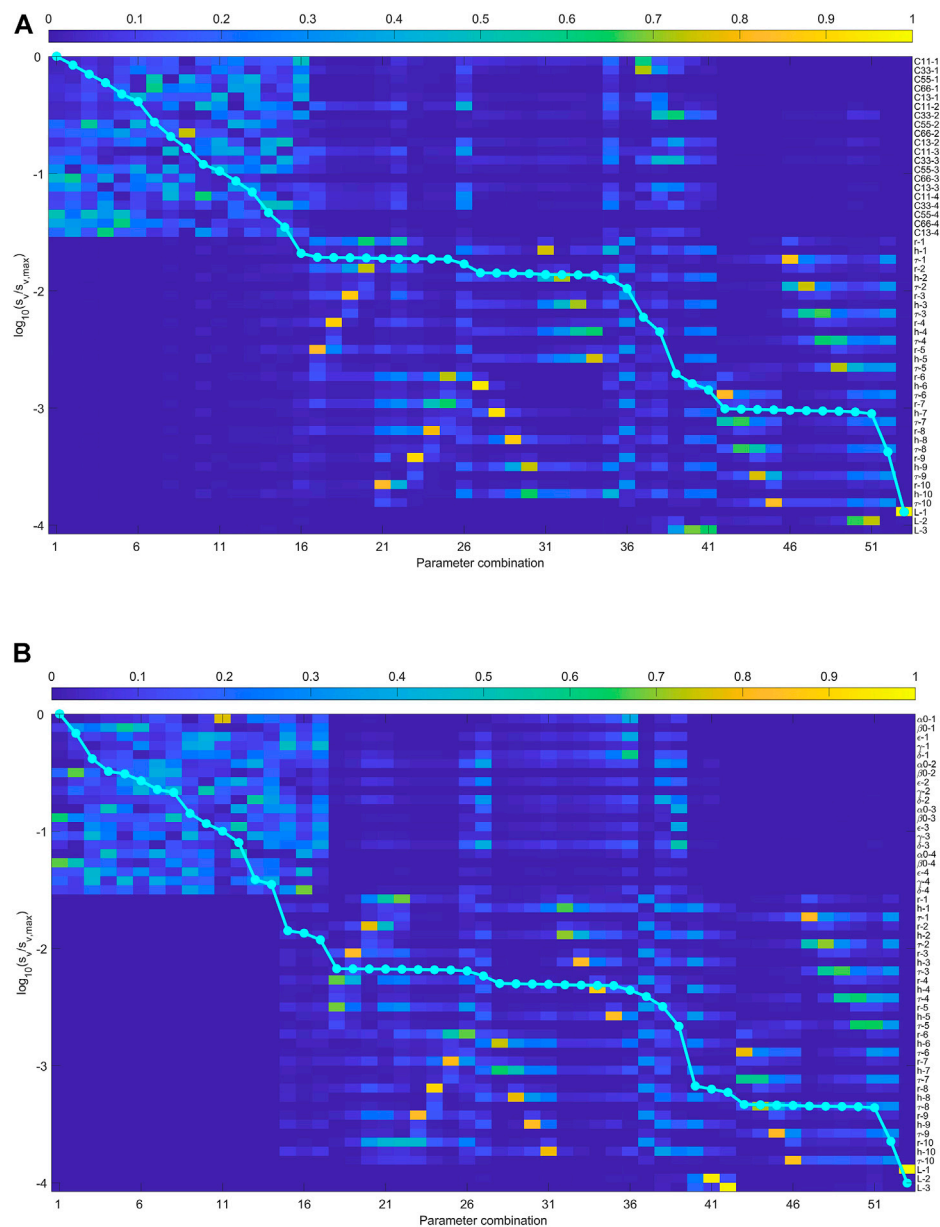 A
0 0.1 0.2 0.3 0.4 0.5 0.6 0.7 0.8 0.9 1
0
-1
-2
-3
-4
log10(sv/sv,max)
C11-1
C33-1
C55-1
C66-1
C13-1
C11-2
C33-2
C55-2
C66-2
C13-2
C11-3
C33-3
C55-3
C66-3
C13-3
C11-4
C33-4
C55-4
C66-4
C13-4
r-1
h-1
τ-1
r-2
h-2
τ-2
r-3
h-3
τ-3
r-4
h-4
τ-4
r-5
h-5
τ-5
r-6
h-6
τ-6
r-7
h-7
τ-7
r-8
h-8
τ-8
r-9
h-9
τ-9
r-10
h-10
τ-10
L-1
L-2
L-3
1 6 11 16 21 26 31 36 41 46 51
Parameter combination
B
0 0.1 0.2 0.3 0.4 0.5 0.6 0.7 0.8 0.9 1
0
-1
-2
-3
-4
log10(sv/sv,max)
α0-1
β0-1
ϵ-1
γ-1
δ-1
α0-2
β0-2
ϵ-2
γ-2
δ-2
α0-3
β0-3
ϵ-3
γ-3
δ-3
α0-4
β0-4
ϵ-4
γ-4
δ-4
r-1
h-1
τ-1
r-2
h-2
τ-2
r-3
h-3
τ-3
r-4
h-4
τ-4
r-5
h-5
τ-5
r-6
h-6
τ-6
r-7
h-7
τ-7
r-8
h-8
τ-8
r-9
h-9
τ-9
r-10
h-10
τ-10
L-1
L-2
L-3
1 6 11 16 21 26 31 36 41 46 51
Parameter combination